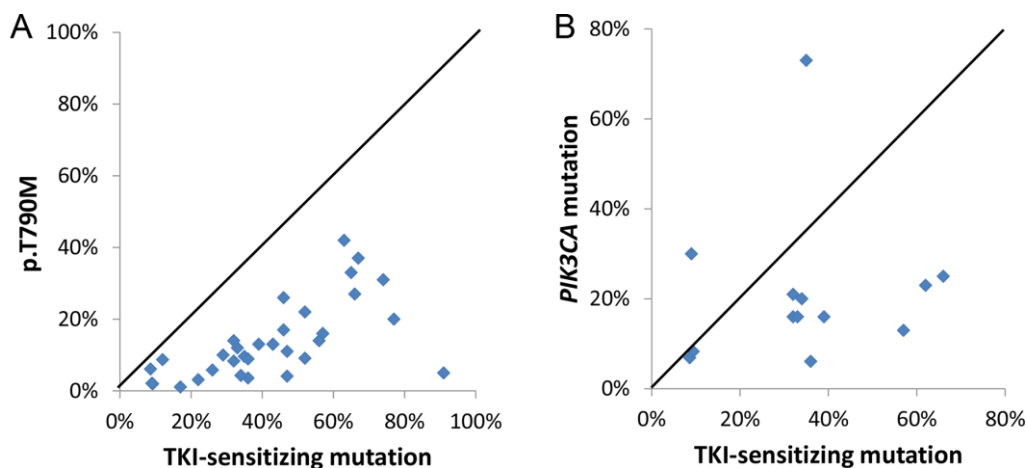 A
B
100%
80%
60%
40%
20%
0%
p.T790M
0% 20% 40% 60% 80% 100%
TKI-sensitizing mutation
80%
60%
40%
20%
0%
PIK3CA mutation
0% 20% 40% 60% 80%
TKI-sensitizing mutation